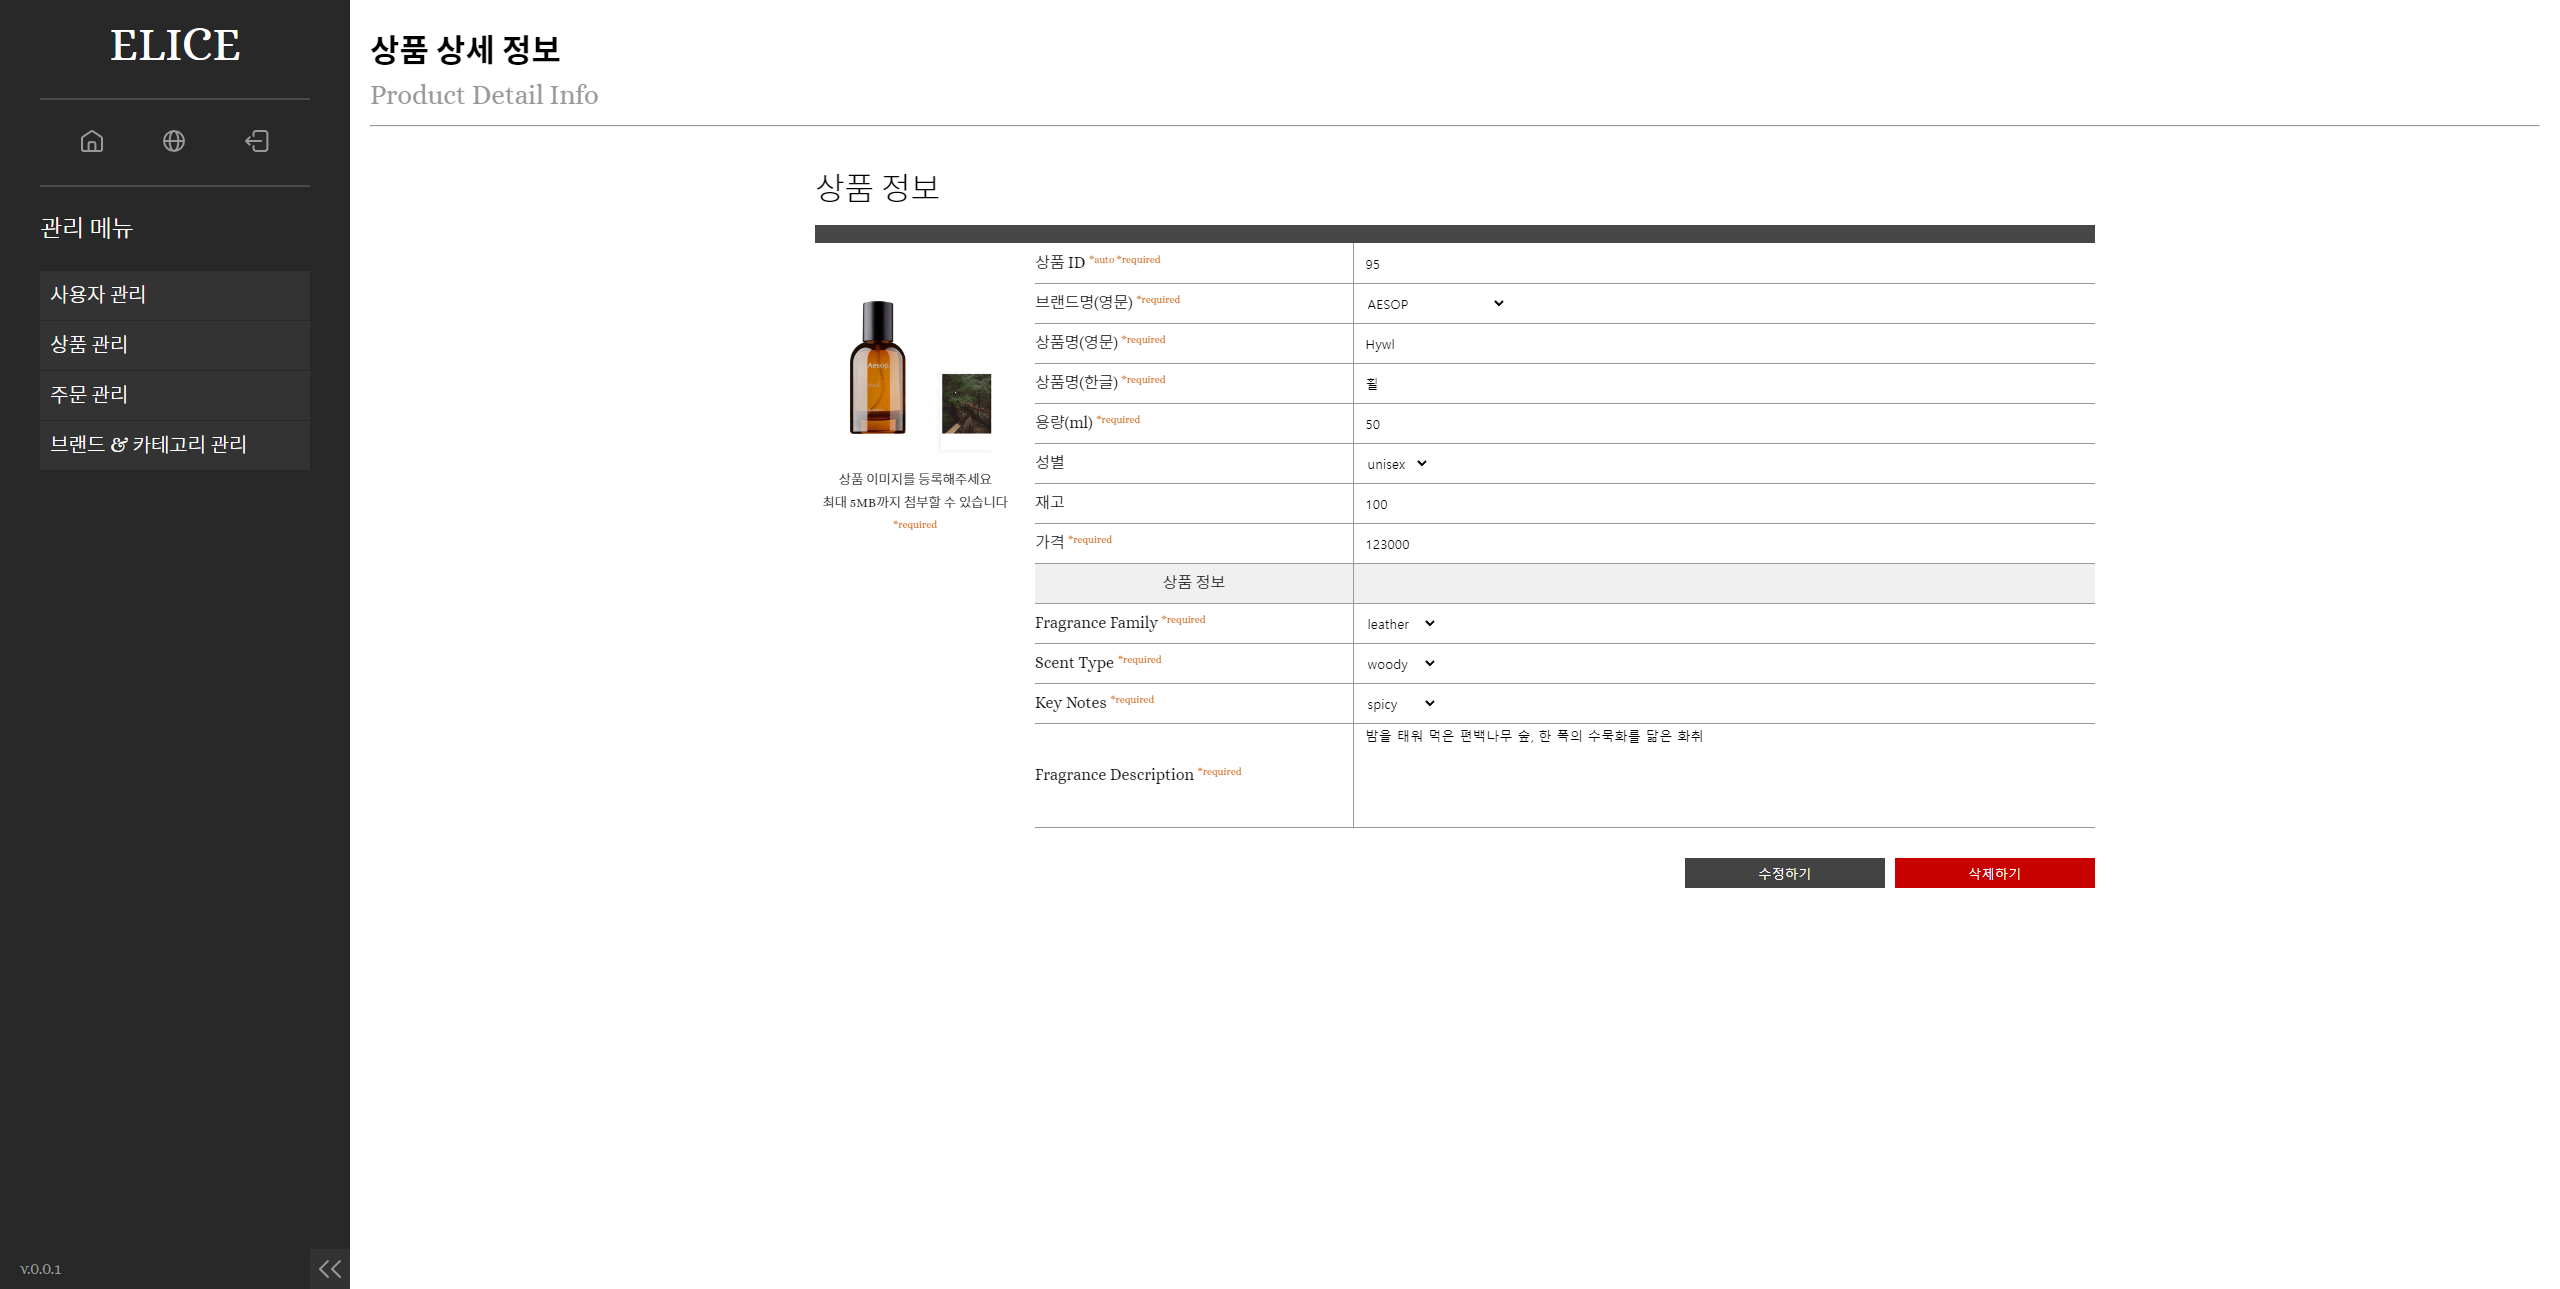 ELICE
관리 메뉴
사용자 관리
상품 관리
주문 관리
브랜드 & 카테고리 관리
v.0.0.1
상품 상세 정보
Product Detail Info
상품 정보
Aesop.
상품 이미지를 등록해주세요
최대 5MB까지 첨부할 수 있습니다
*required
상품 ID *auto *required 95
브랜드명(영문) *required AESOP
상품명(영문) *required Hywl
상품명(한글) *required 휠
용량(ml) *required 50
성별 unisex
재고 100
가격 *required 123000
상품 정보
Fragrance Family *required leather
Scent Type *required woody
Key Notes *required spicy
Fragrance Description *required 밤을 태워 먹은 편백나무 숲, 한 폭의 수묵화를 닮은 화취
수정하기 삭제하기